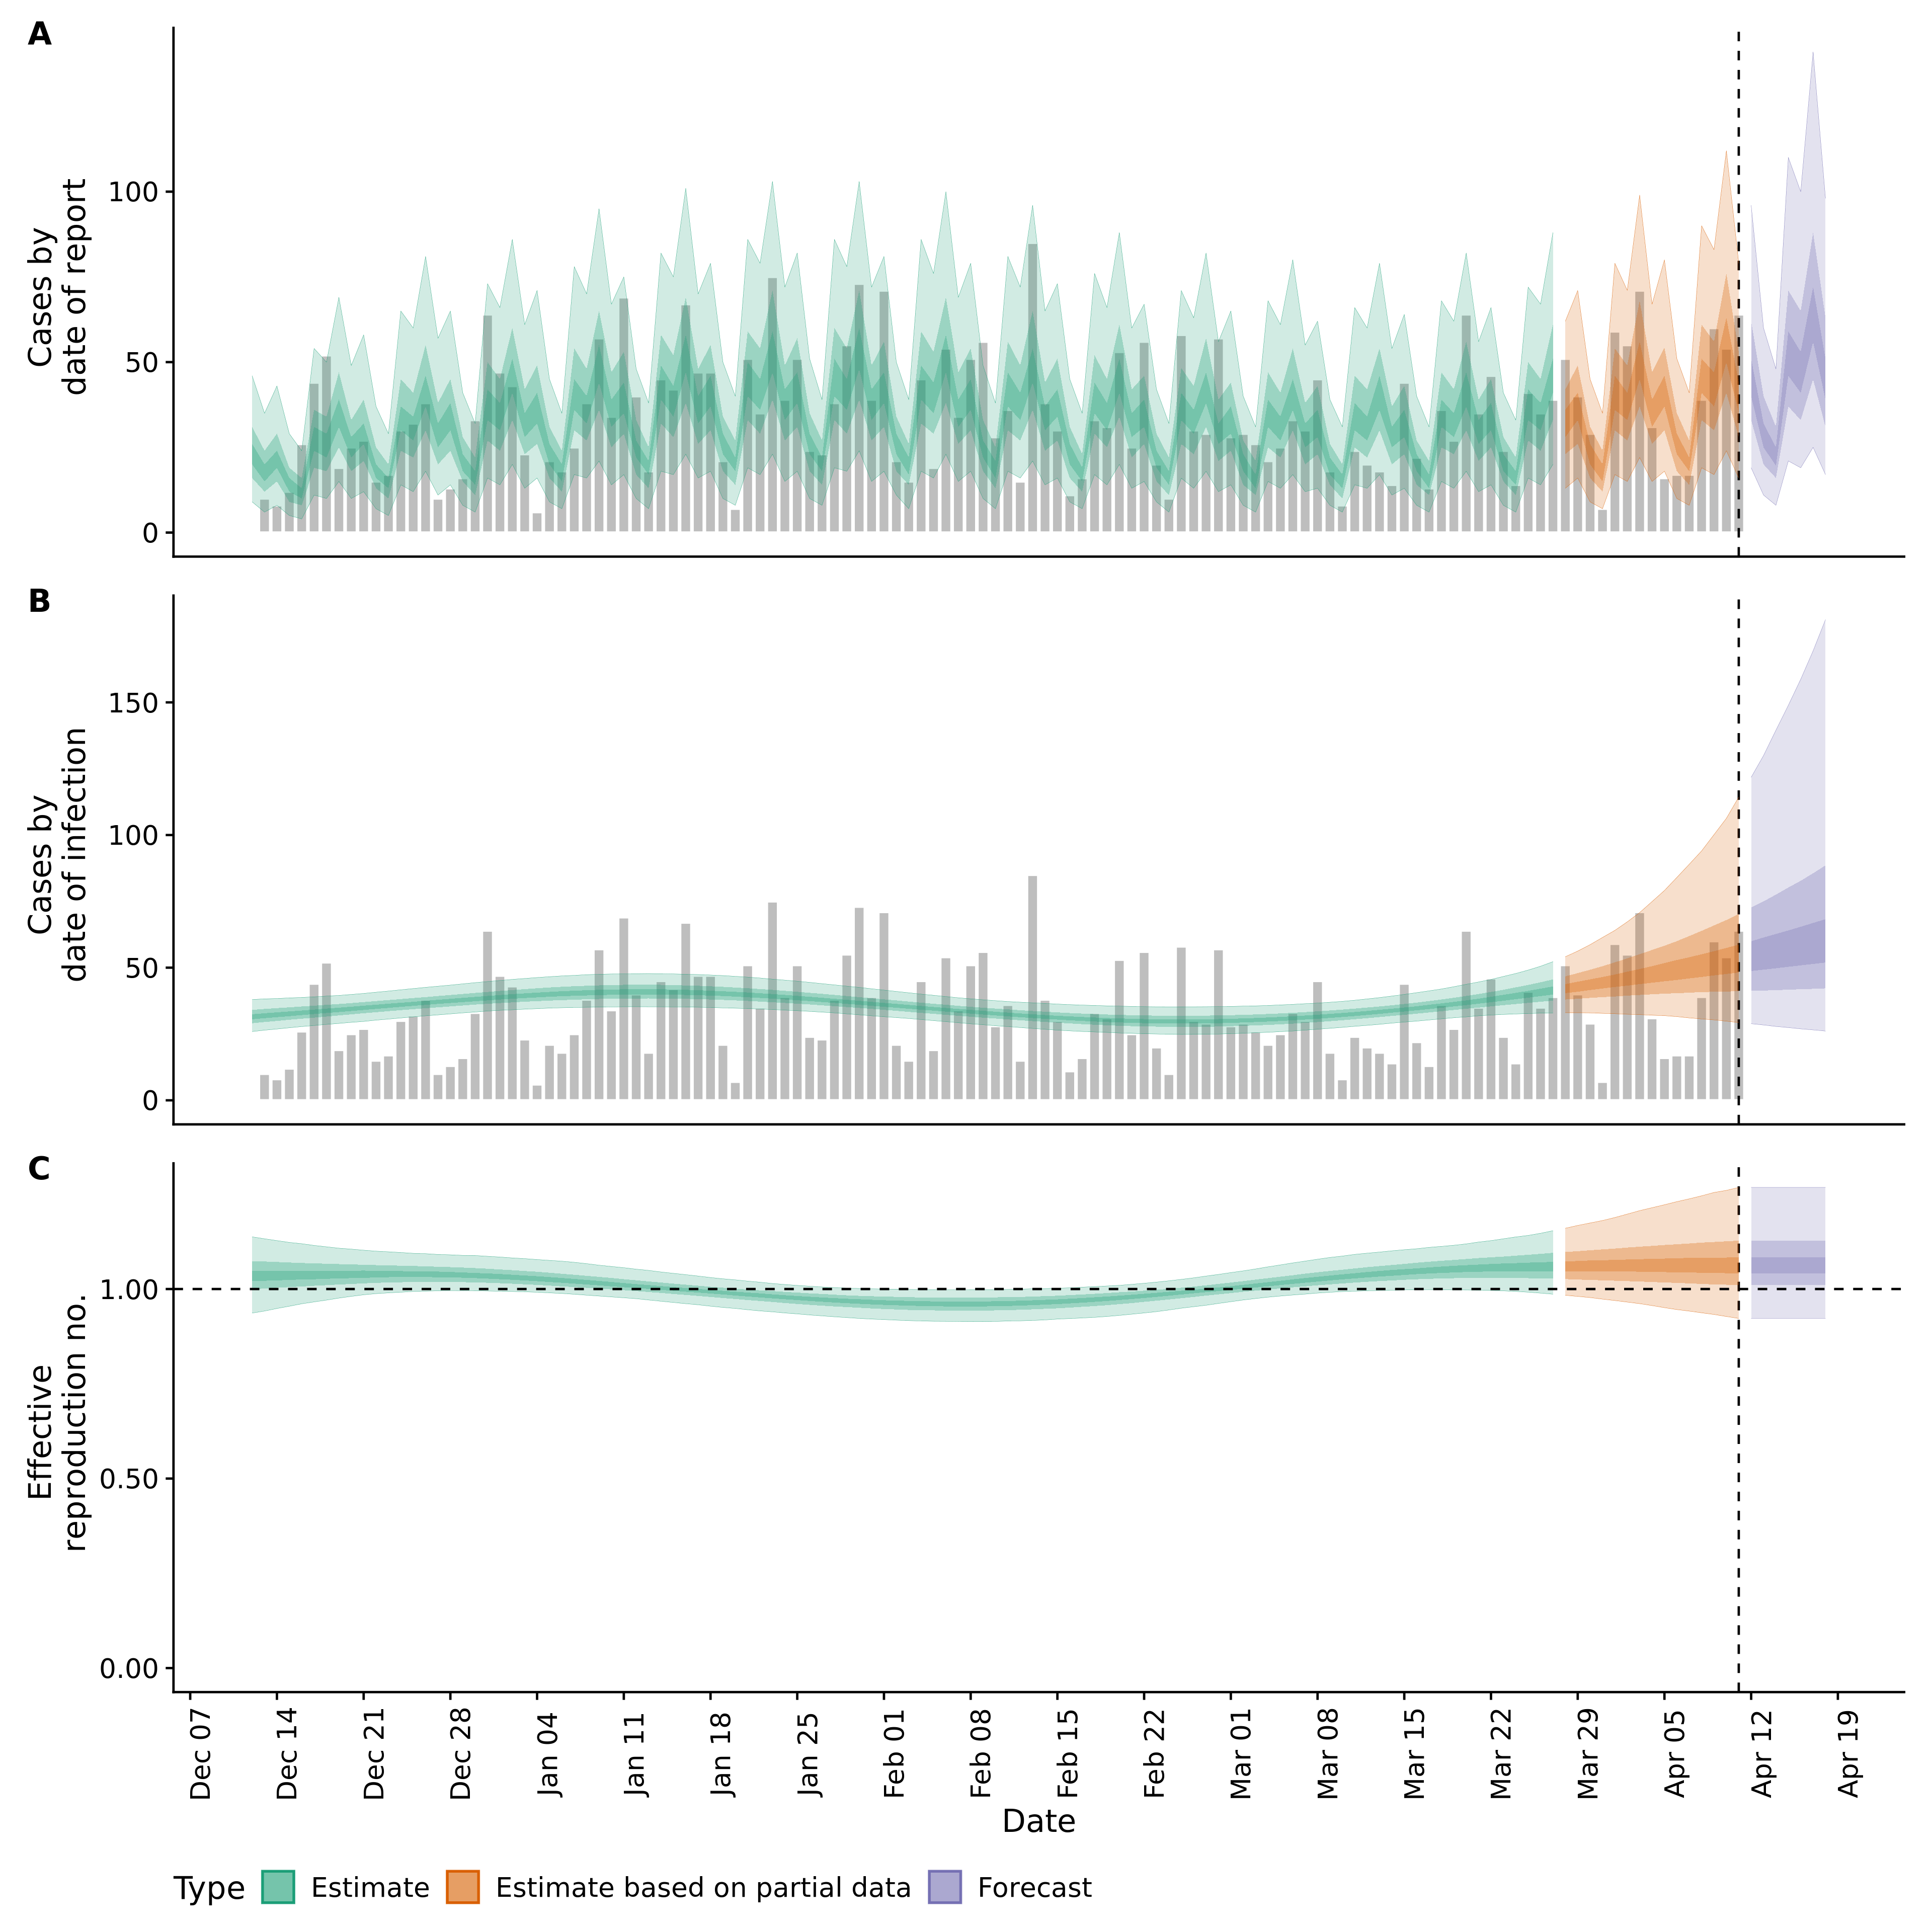 A
Cases by
date of report
100
50
0
B
Cases by
date of infection
150
100
50
0
C
Effective
reproduction no.
1.00
0.50
0.00
Dec 07
Dec 14
Dec 21
Dec 28
Jan 04
Jan 11
Jan 18
Jan 25
Feb 01
Feb 08
Feb 15
Feb 22
Mar 01
Mar 08
Mar 15
Mar 22
Mar 29
Apr 05
Apr 12
Apr 19
Date
Type Estimate Estimate based on partial data Forecast